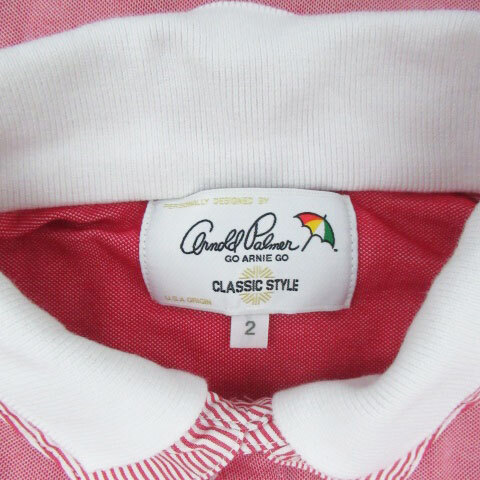 PERSONALLY DESIGNED BY
Arnold Palmer
GO ARNIE GO
CLASSIC STYLE
U.S.A ORIGIN
2